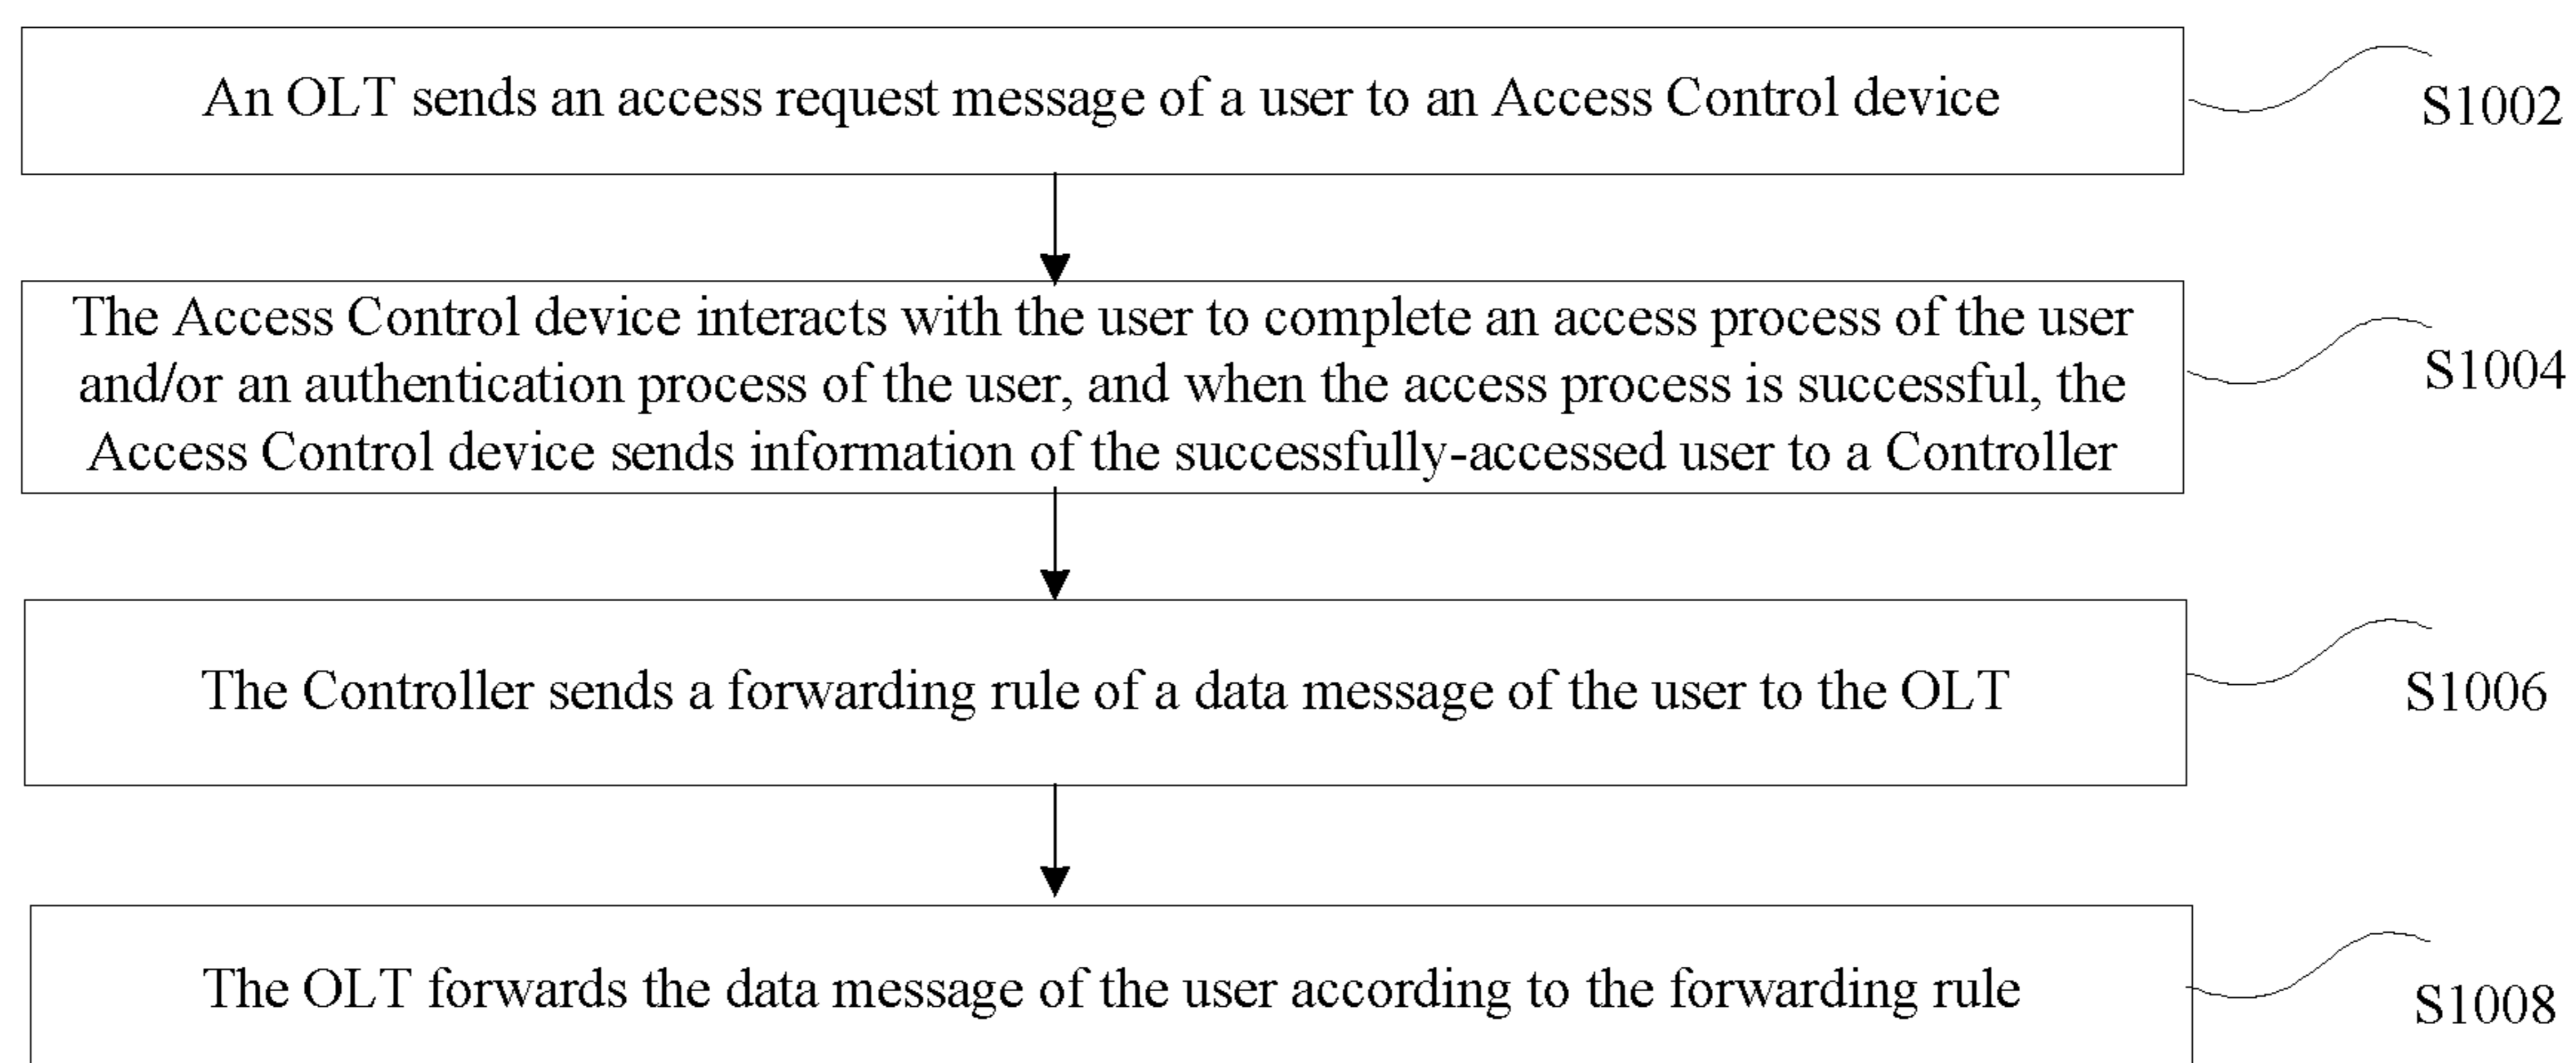 An OLT sends an access request message of a user to an Access Control device
S1002
The Access Control device interacts with the user to complete an access process of the user
and/or an authentication process of the user, and when the access process is successful, the
Access Control device sends information of the successfully-accessed user to a Controller
S1004
The Controller sends a forwarding rule of a data message of the user to the OLT
S1006
The OLT forwards the data message of the user according to the forwarding rule
S1008